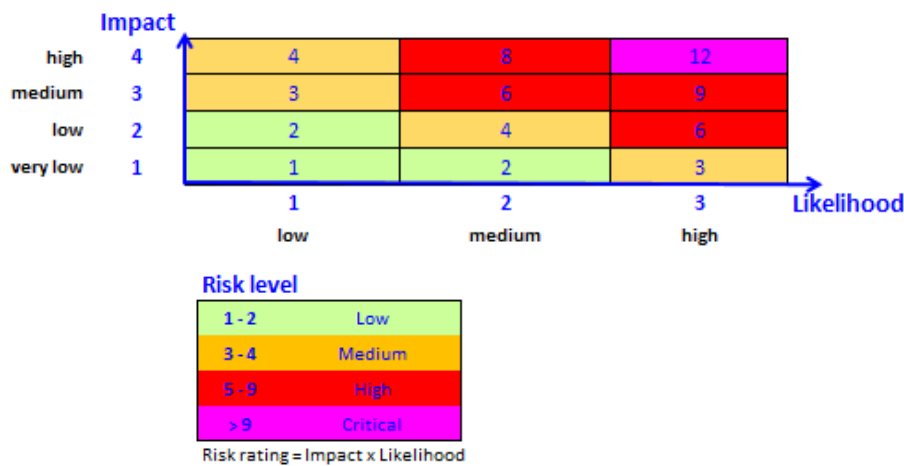 Impact
high 4 4 8 12
medium 3 3 6 9
low 2 2 4 6
very low 1 1 2 3
1 2 3 Likelihood
low medium high
Risk level
1 - 2 Low
3 - 4 Medium
5 - 9 High
> 9 Critical
Risk rating = Impact x Likelihood